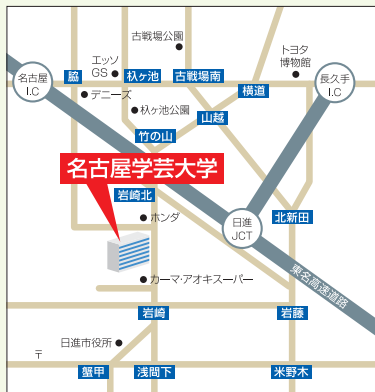 古戦場公園
エッソ
GS
トヨタ
博物館
名古屋
I.C
脇
杁ヶ池
古戦場南
長久手
I.C
デニーズ
横道
杁ヶ池公園
山越
竹の山
名古屋学芸大学
岩崎北
ホンダ
北新田
日進
JCT
東名高速道路
カーマ・アオキスーパー
岩崎
岩藤
日進市役所
〒
蟹甲
浅間下
米野木